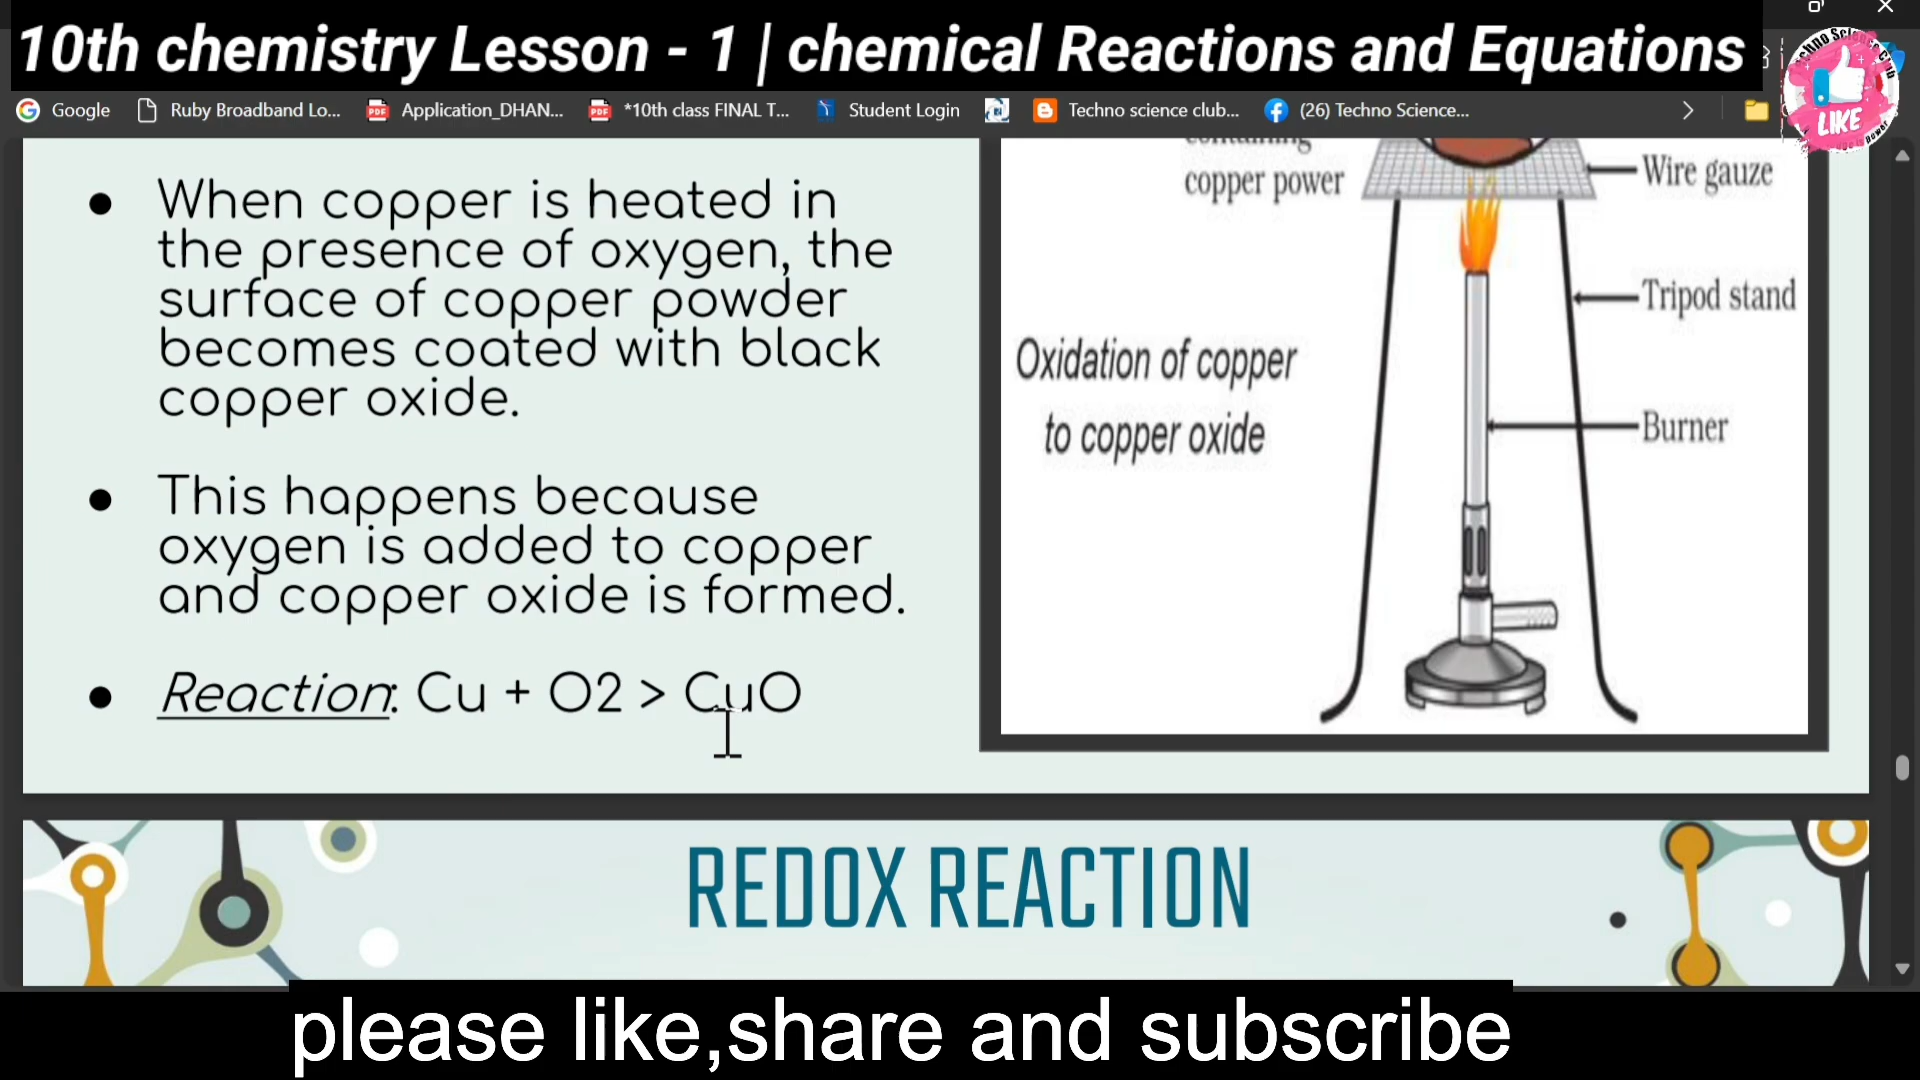 10th chemistry Lesson - 1 | chemical Reactions and Equations
Google
Ruby Broadband Lo...
PDF
Application_DHAN...
PDF
*10th class FINAL T...
Student Login
Techno science club...
(26) Techno Science...
LIKE
When copper is heated in
the presence of oxygen, the
surface of copper powder
becomes coated with black
copper oxide.
This happens because
oxygen is added to copper
and copper oxide is formed.
Reaction: Cu + O2 > CuO
containing
copper power
Wire gauze
Tripod stand
Oxidation of copper
to copper oxide
Burner
REDOX REACTION
please like,share and subscribe